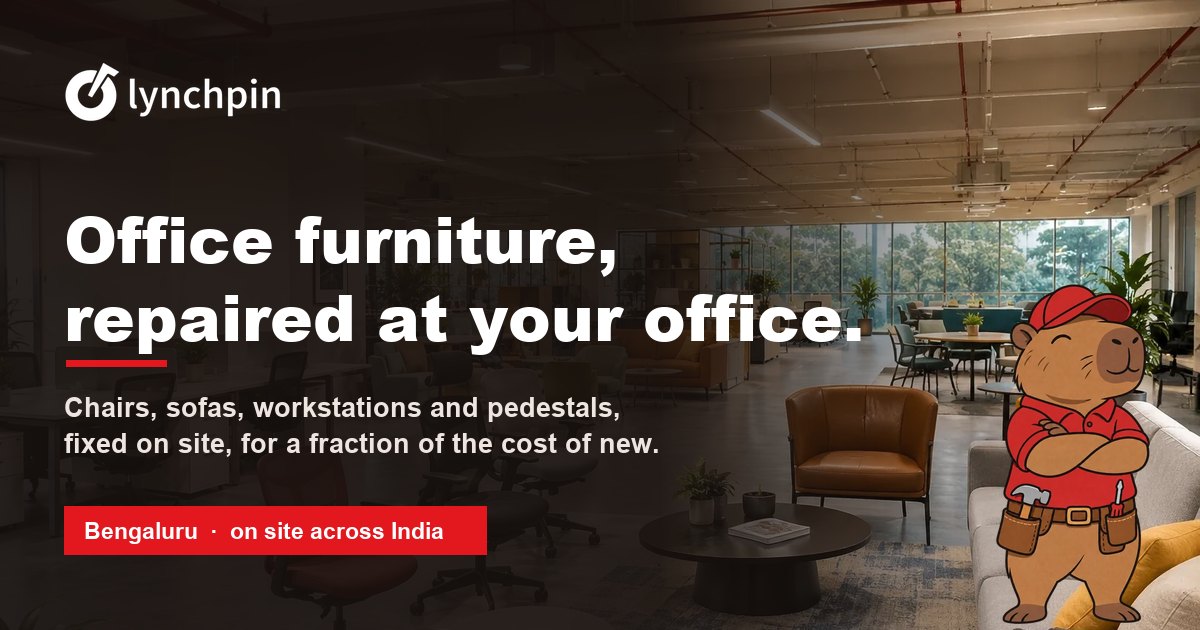 lynchpin
Office furniture,
repaired at your office.
Chairs, sofas, workstations and pedestals,
fixed on site, for a fraction of the cost of new.
Bengaluru · on site across India